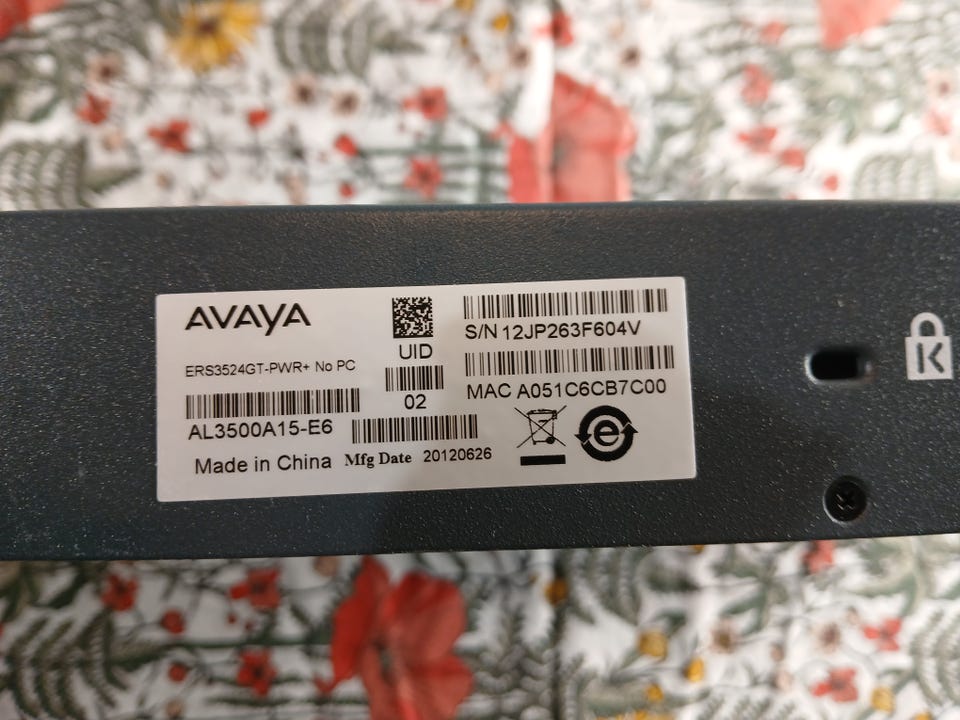 AVAYA
ERS3524GT-PWR+ No PC
AL3500A15-E6
Made in China
UID
02
Mfg Date 20120626
S/N 12JP263F604V
MAC A051C6CB7C00
e
K